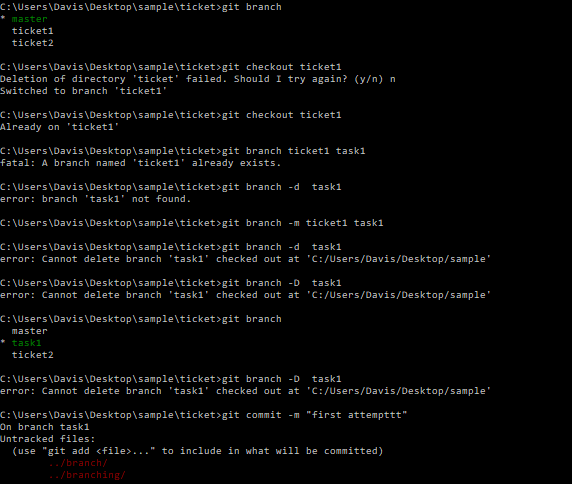 C:\Users\Davis\Desktop\sample\ticket>git branch
* master
  ticket1
  ticket2
C:\Users\Davis\Desktop\sample\ticket>git checkout ticket1
Deletion of directory 'ticket' failed. Should I try again? (y/n) n
Switched to branch 'ticket1'
C:\Users\Davis\Desktop\sample\ticket>git checkout ticket1
Already on 'ticket1'
C:\Users\Davis\Desktop\sample\ticket>git branch ticket1 task1
fatal: A branch named 'ticket1' already exists.
C:\Users\Davis\Desktop\sample\ticket>git branch -d  task1
error: branch 'task1' not found.
C:\Users\Davis\Desktop\sample\ticket>git branch -m ticket1 task1
C:\Users\Davis\Desktop\sample\ticket>git branch -d  task1
error: Cannot delete branch 'task1' checked out at 'C:/Users/Davis/Desktop/sample'
C:\Users\Davis\Desktop\sample\ticket>git branch -D  task1
error: Cannot delete branch 'task1' checked out at 'C:/Users/Davis/Desktop/sample'
C:\Users\Davis\Desktop\sample\ticket>git branch
  master
* task1
  ticket2
C:\Users\Davis\Desktop\sample\ticket>git branch -D  task1
error: Cannot delete branch 'task1' checked out at 'C:/Users/Davis/Desktop/sample'
C:\Users\Davis\Desktop\sample\ticket>git commit -m "first attempttt"
On branch task1
Untracked files:
  (use "git add <file>..." to include in what will be committed)
        ../branch/
        ../branching/